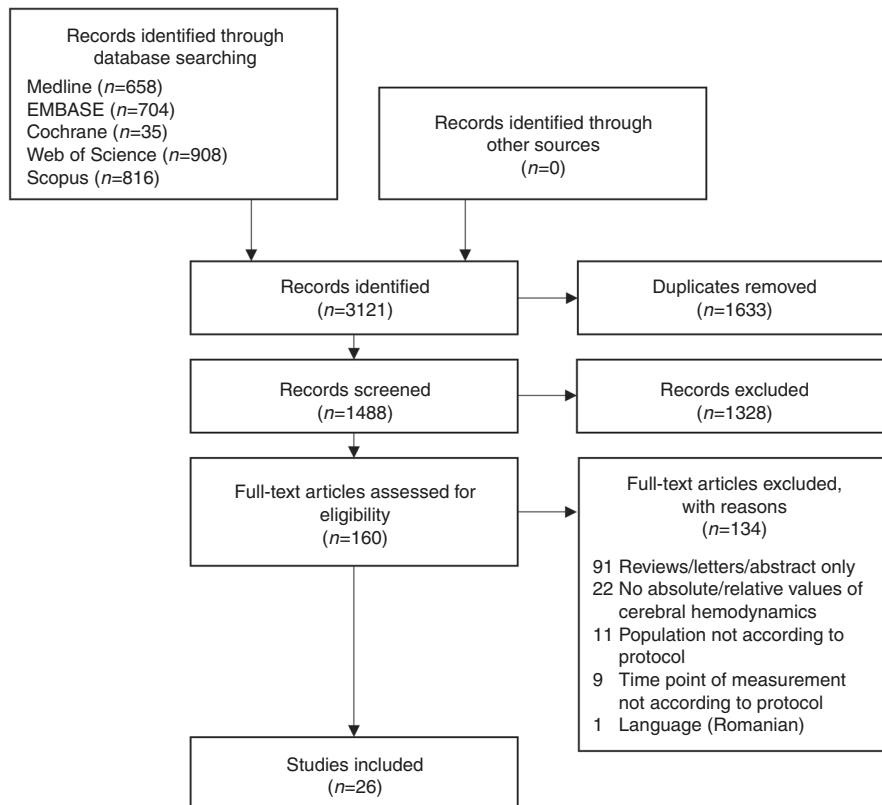 Records identified through
database searching
Medline (n=658)
EMBASE (n=704)
Cochrane (n=35)
Web of Science (n=908)
Scopus (n=816)
Records identified through
other sources
(n=0)
Records identified
(n=3121)
Duplicates removed
(n=1633)
Records screened
(n=1488)
Records excluded
(n=1328)
Full-text articles assessed for
eligibility
(n=160)
Full-text articles excluded,
with reasons
(n=134)
91 Reviews/letters/abstract only
22 No absolute/relative values of
cerebral hemodynamics
11 Population not according to
protocol
9 Time point of measurement
not according to protocol
1 Language (Romanian)
Studies included
(n=26)